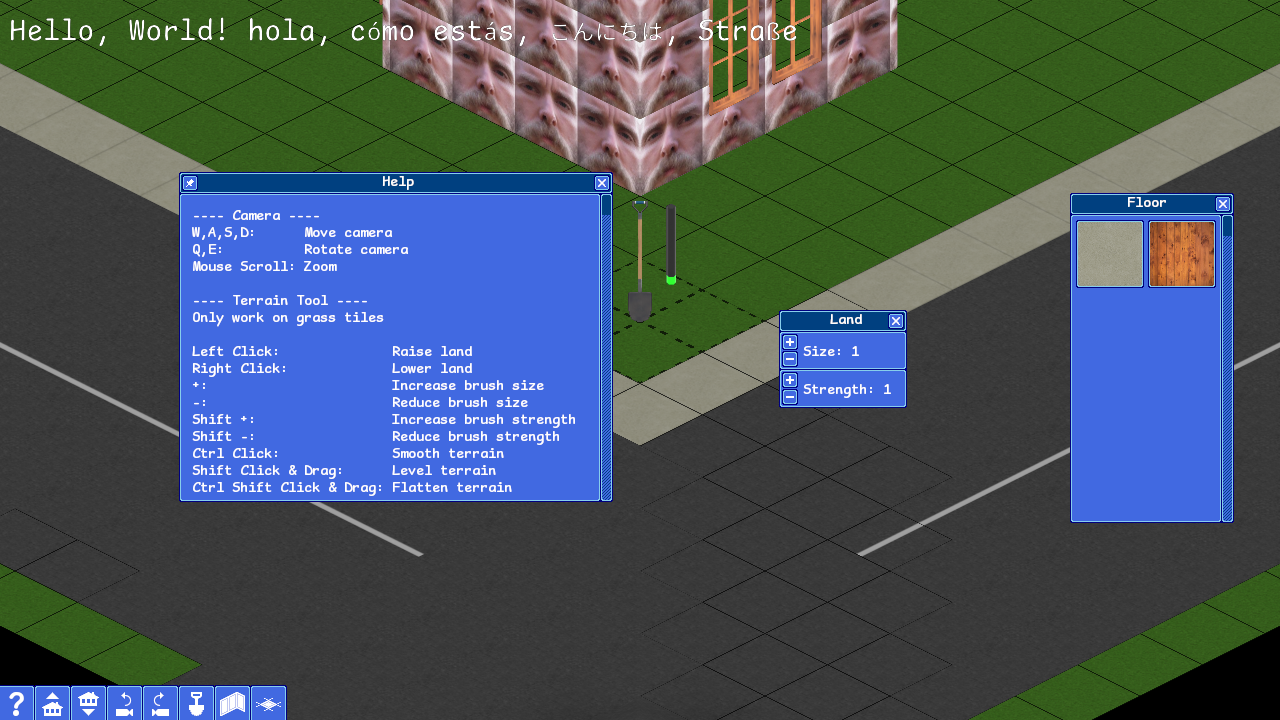 Hello, World! hola, cómo estás, こんにちは, Straße
Help
---- Camera ----
W,A,S,D: Move camera
Q,E: Rotate camera
Mouse Scroll: Zoom
---- Terrain Tool ----
Only work on grass tiles
Left Click: Raise land
Right Click: Lower land
+: Increase brush size
-: Reduce brush size
Shift +: Increase brush strength
Shift -: Reduce brush strength
Ctrl Click: Smooth terrain
Shift Click & Drag: Level terrain
Ctrl Shift Click & Drag: Flatten terrain
Land
Size: 1
Strength: 1
Floor